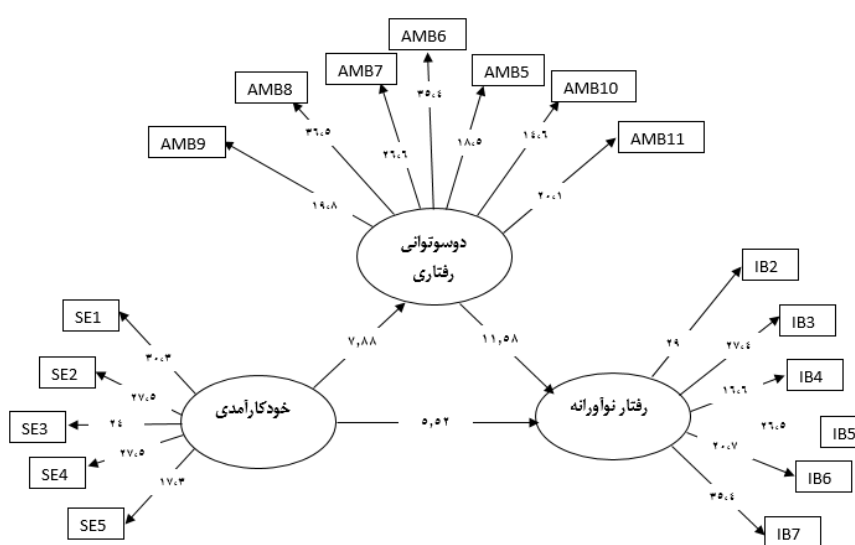 AMB6
AMB7
AMB5
AMB8
AMB10
AMB9
AMB11
۳۵،٤
۳٦،۵
۲٦،٦
۱۸،۵
۱٤،٦
۱۹،۸
۲۰،۱
دوسوتوانی
رفتاری
IB2
SE1
IB3
۷,۸۸
۱۱,۵۸
۲۹
۲۷،٤
۳۰،۳
SE2
IB4
۲۷،۵
۱٦،٦
خودکارآمدی
رفتار نوآورانه
SE3
۲٤
۵,۵۲
۲٦،۵
IB5
SE4
۲۷،۵
۲۰،۷
IB6
۱۷،۳
۳۵،٤
SE5
IB7